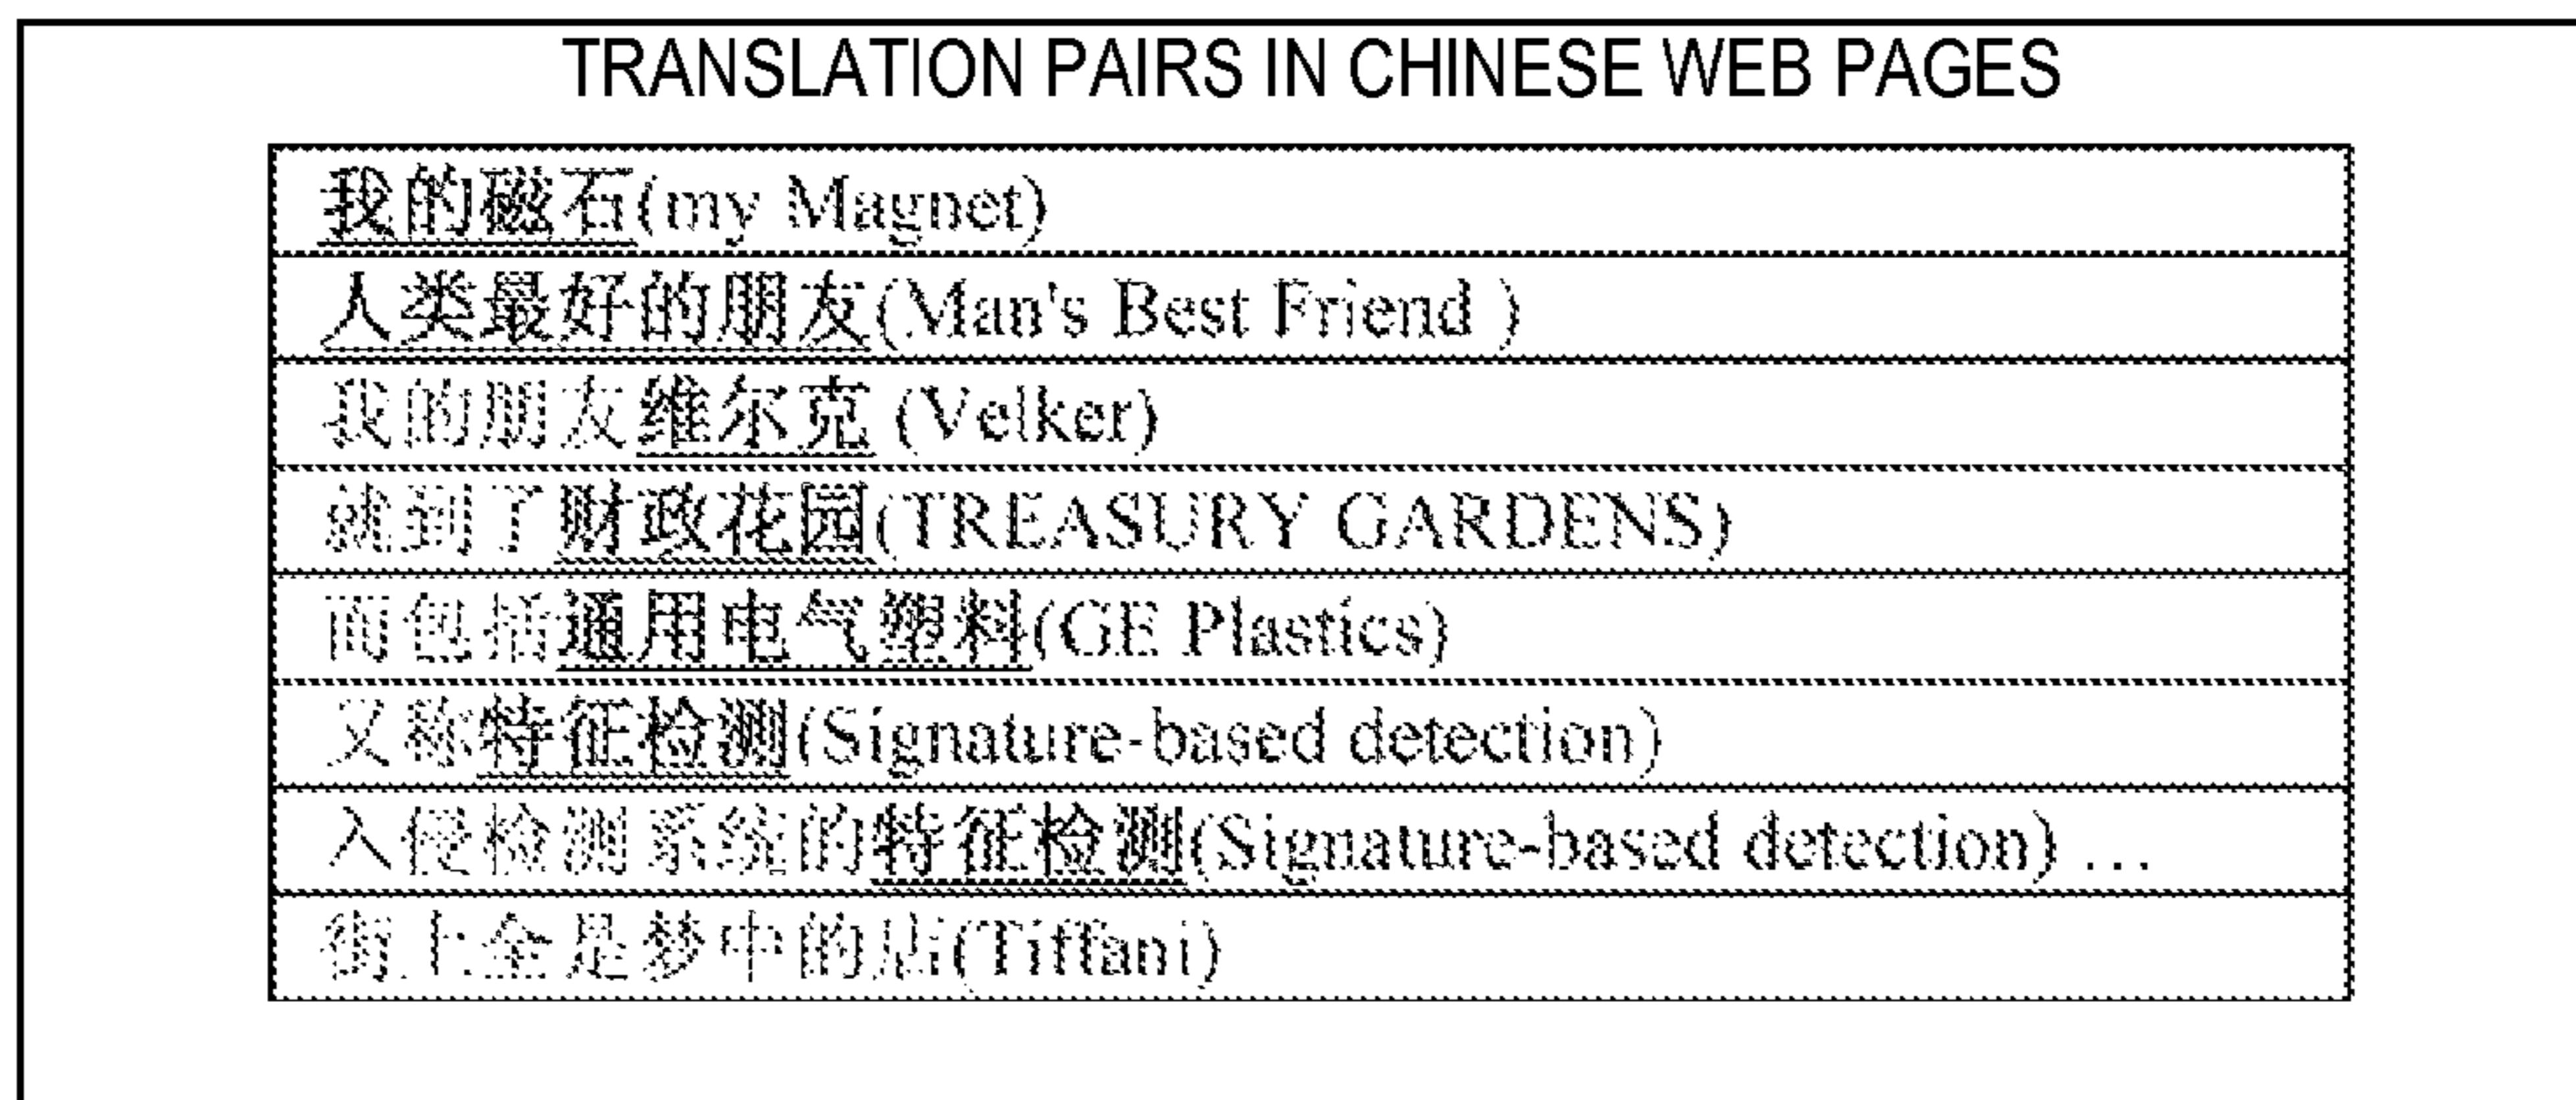 TRANSLATION PAIRS IN CHINESE WEB PAGES
我的磁石(my Magnet)
人类最好的朋友(Man's Best Friend )
我的朋友维尔克 (Velker)
就到了财政花园(TREASURY GARDENS)
而包括通用电气塑料(GE Plastics)
又称特征检测(Signature-based detection)
入侵检测系统的特征检测(Signature-based detection) …
街上全是梦中的店(Tiffani)